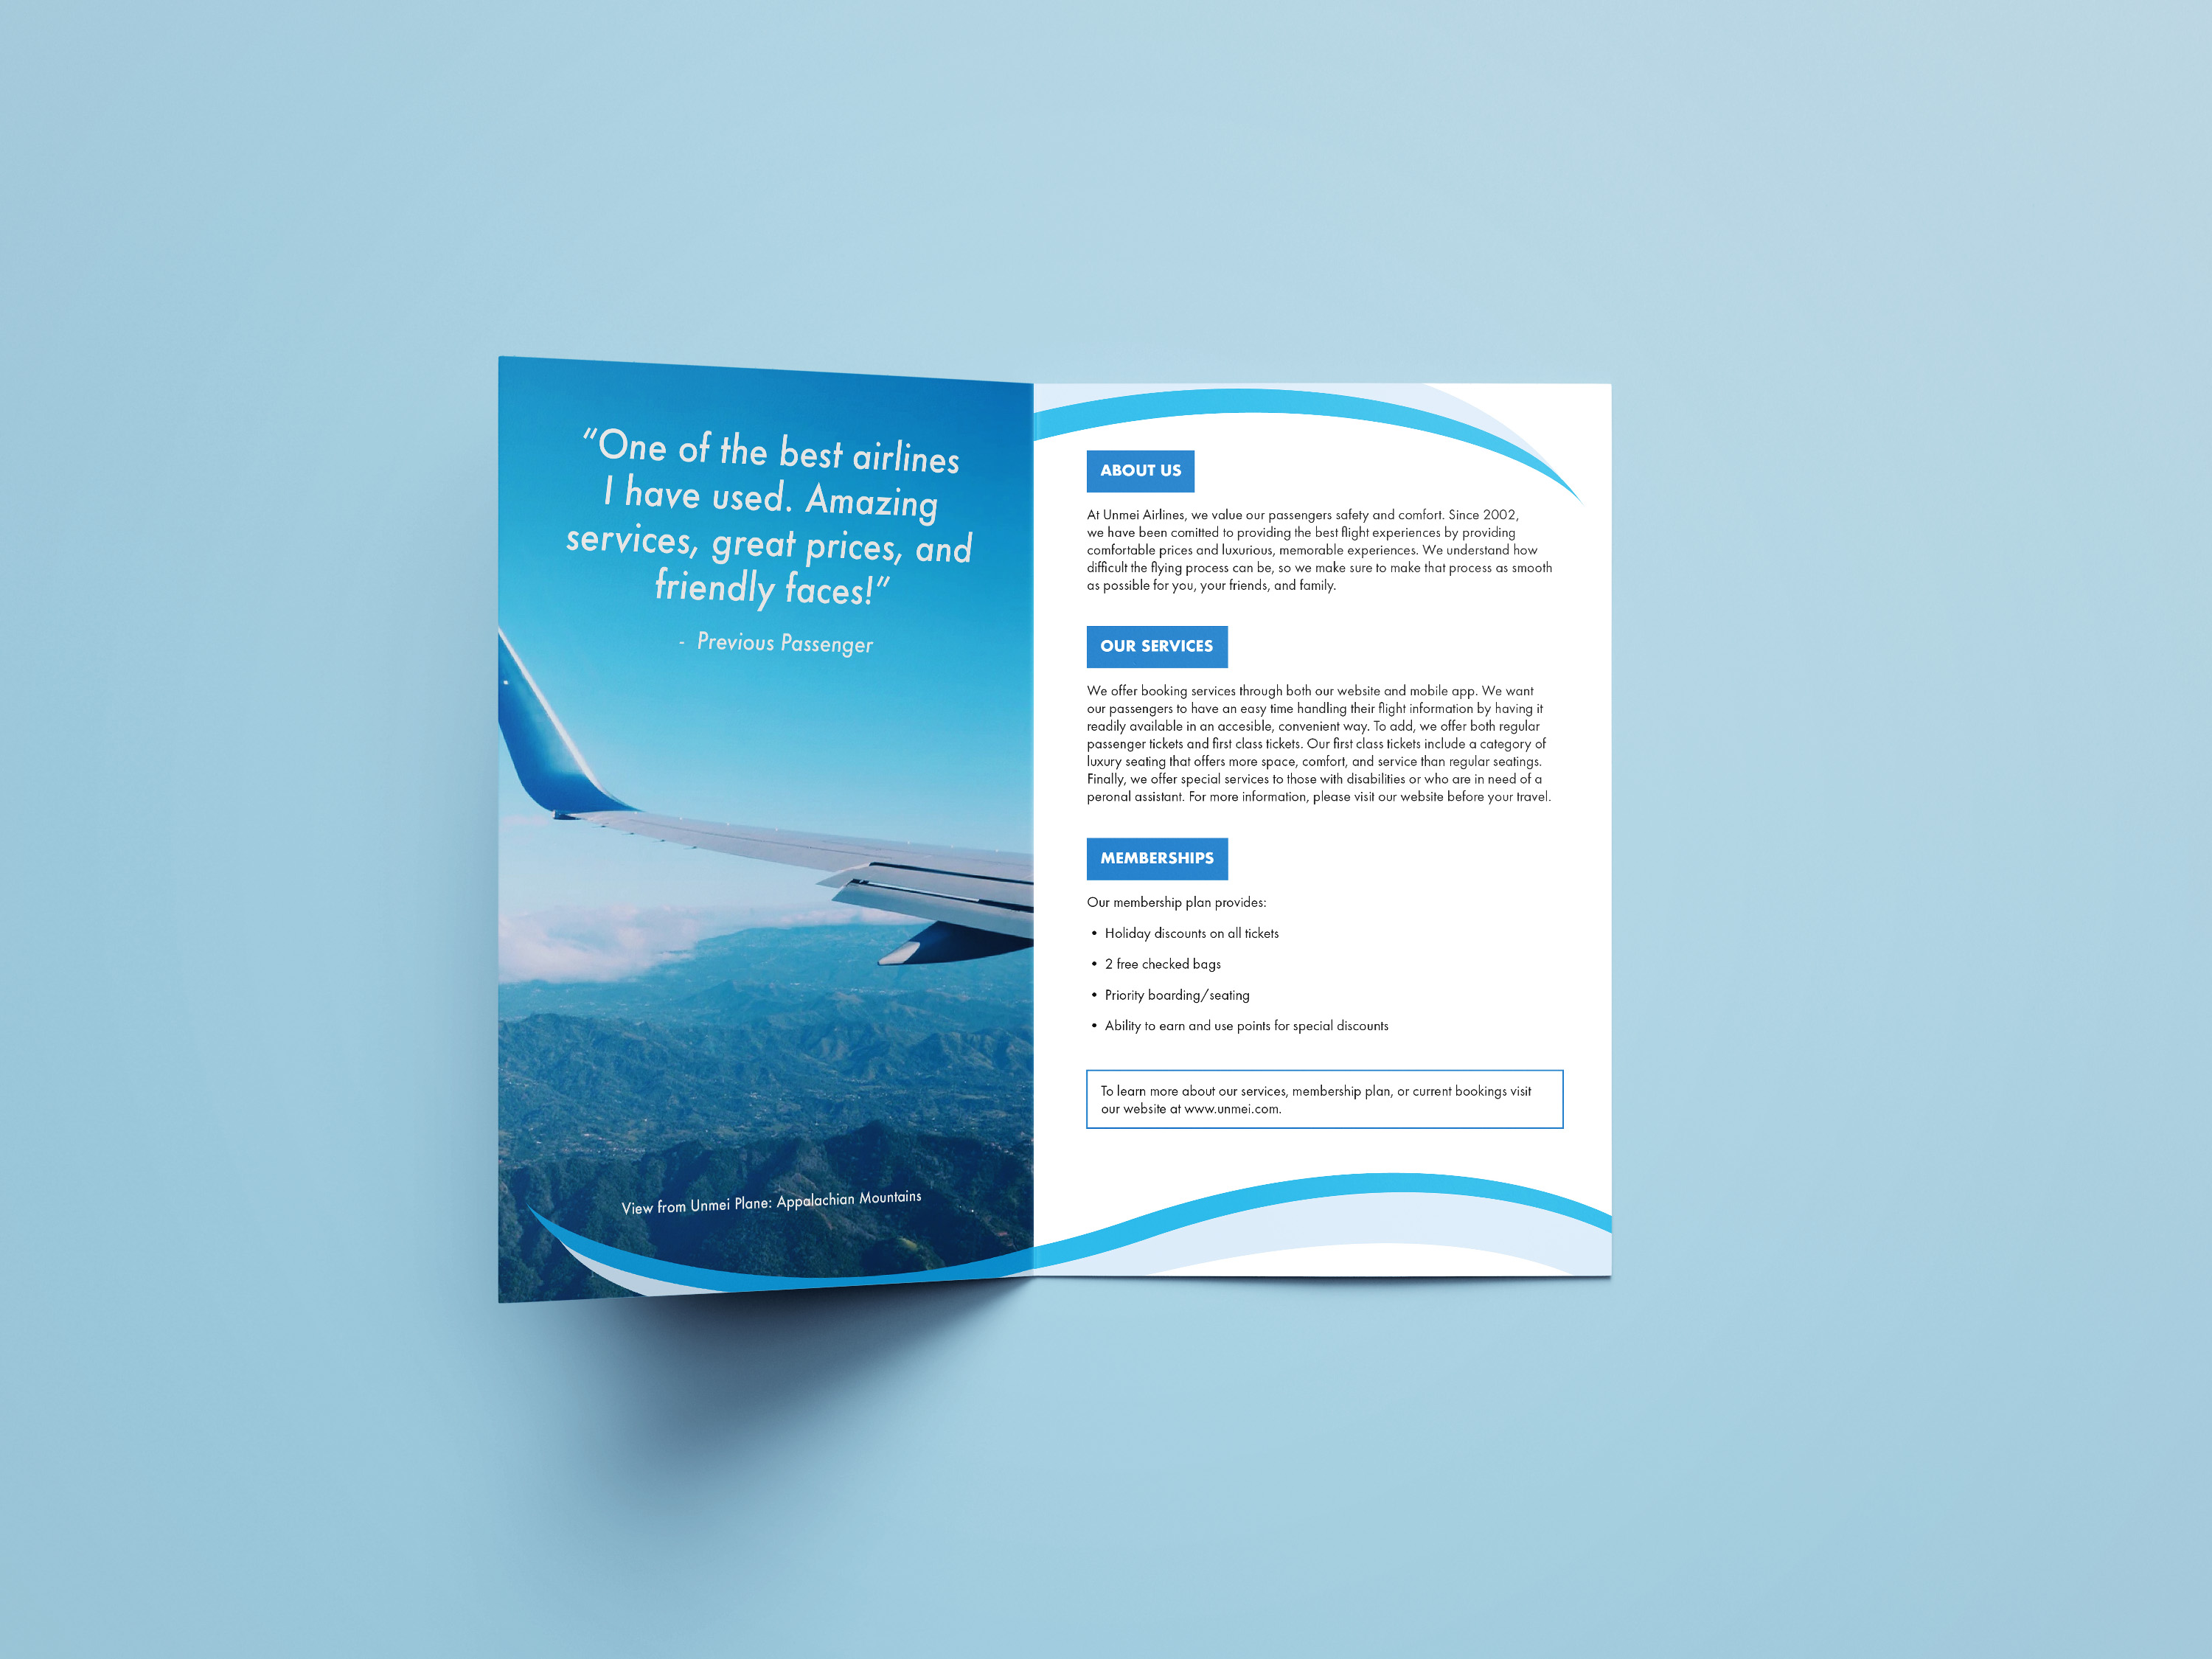 “One of the best airlines
I have used. Amazing
services, great prices, and
friendly faces!”
- Previous Passenger
View from Unmei Plane: Appalachian Mountains
ABOUT US
At Unmei Airlines, we value our passengers safety and comfort. Since 2002,
we have been comitted to providing the best flight experiences by providing
comfortable prices and luxurious, memorable experiences. We understand how
difficult the flying process can be, so we make sure to make that process as smooth
as possible for you, your friends, and family.
OUR SERVICES
We offer booking services through both our website and mobile app. We want
our passengers to have an easy time handling their flight information by having it
readily available in an accesible, convenient way. To add, we offer both regular
passenger tickets and first class tickets. Our first class tickets include a category of
luxury seating that offers more space, comfort, and service than regular seatings.
Finally, we offer special services to those with disabilities or who are in need of a
peronal assistant. For more information, please visit our website before your travel.
MEMBERSHIPS
Our membership plan provides:
• Holiday discounts on all tickets
• 2 free checked bags
• Priority boarding/seating
• Ability to earn and use points for special discounts
To learn more about our services, membership plan, or current bookings visit
our website at www.unmei.com.